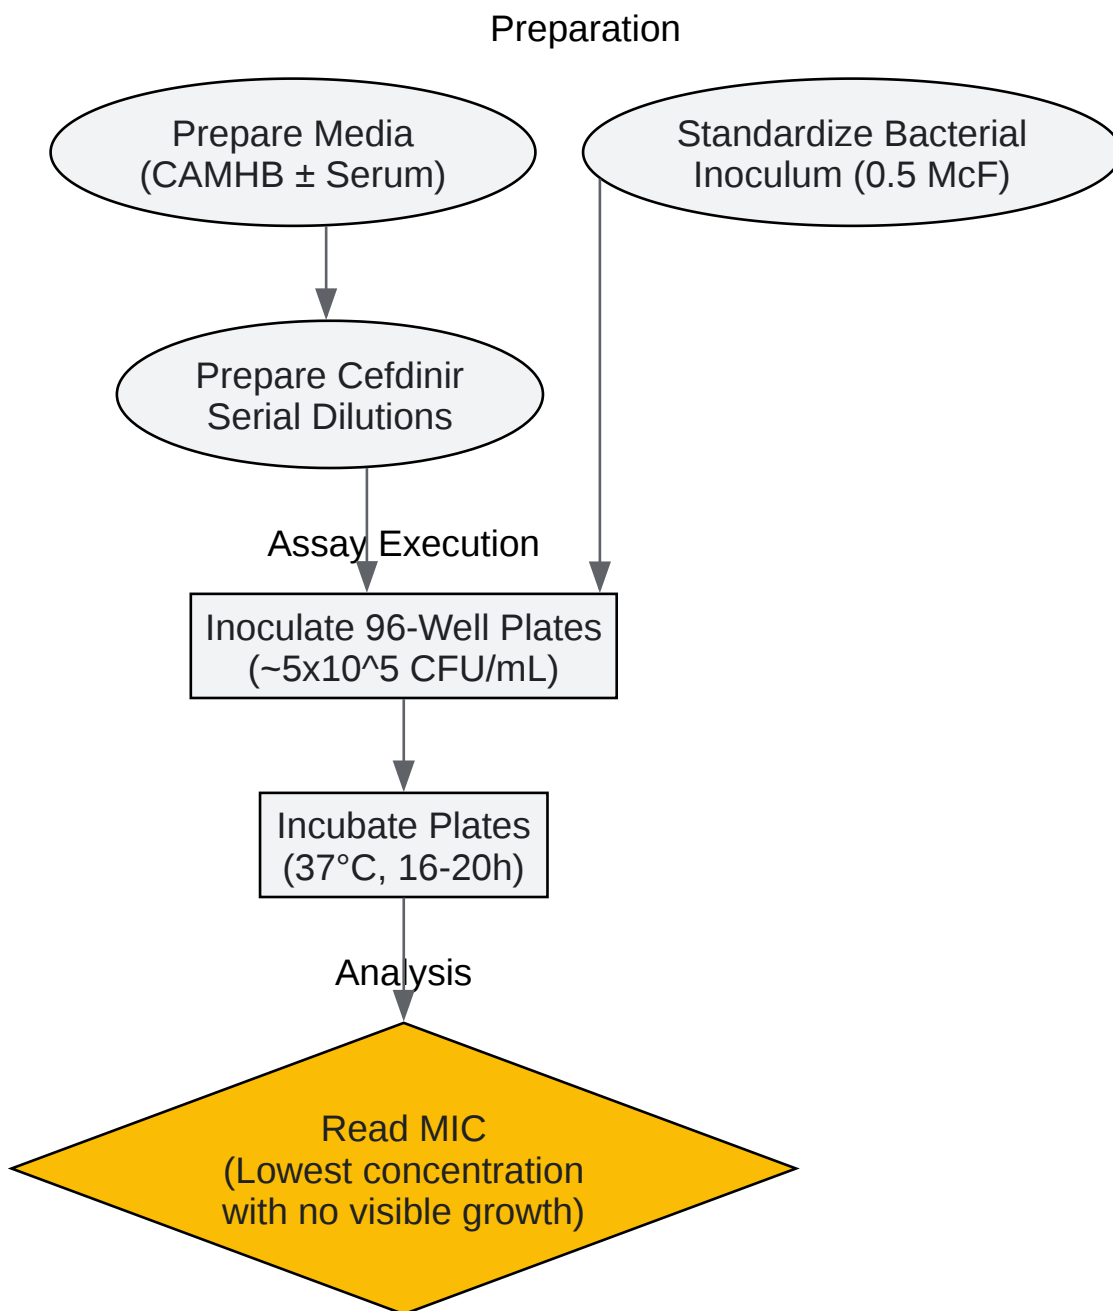 Preparation
Prepare Media
(CAMHB ± Serum)
Standardize Bacterial
Inoculum (0.5 McF)
Prepare Cefdinir
Serial Dilutions
Assay Execution
Inoculate 96-Well Plates
(~5x10^5 CFU/mL)
Incubate Plates
(37°C, 16-20h)
Analysis
Read MIC
(Lowest concentration
with no visible growth)